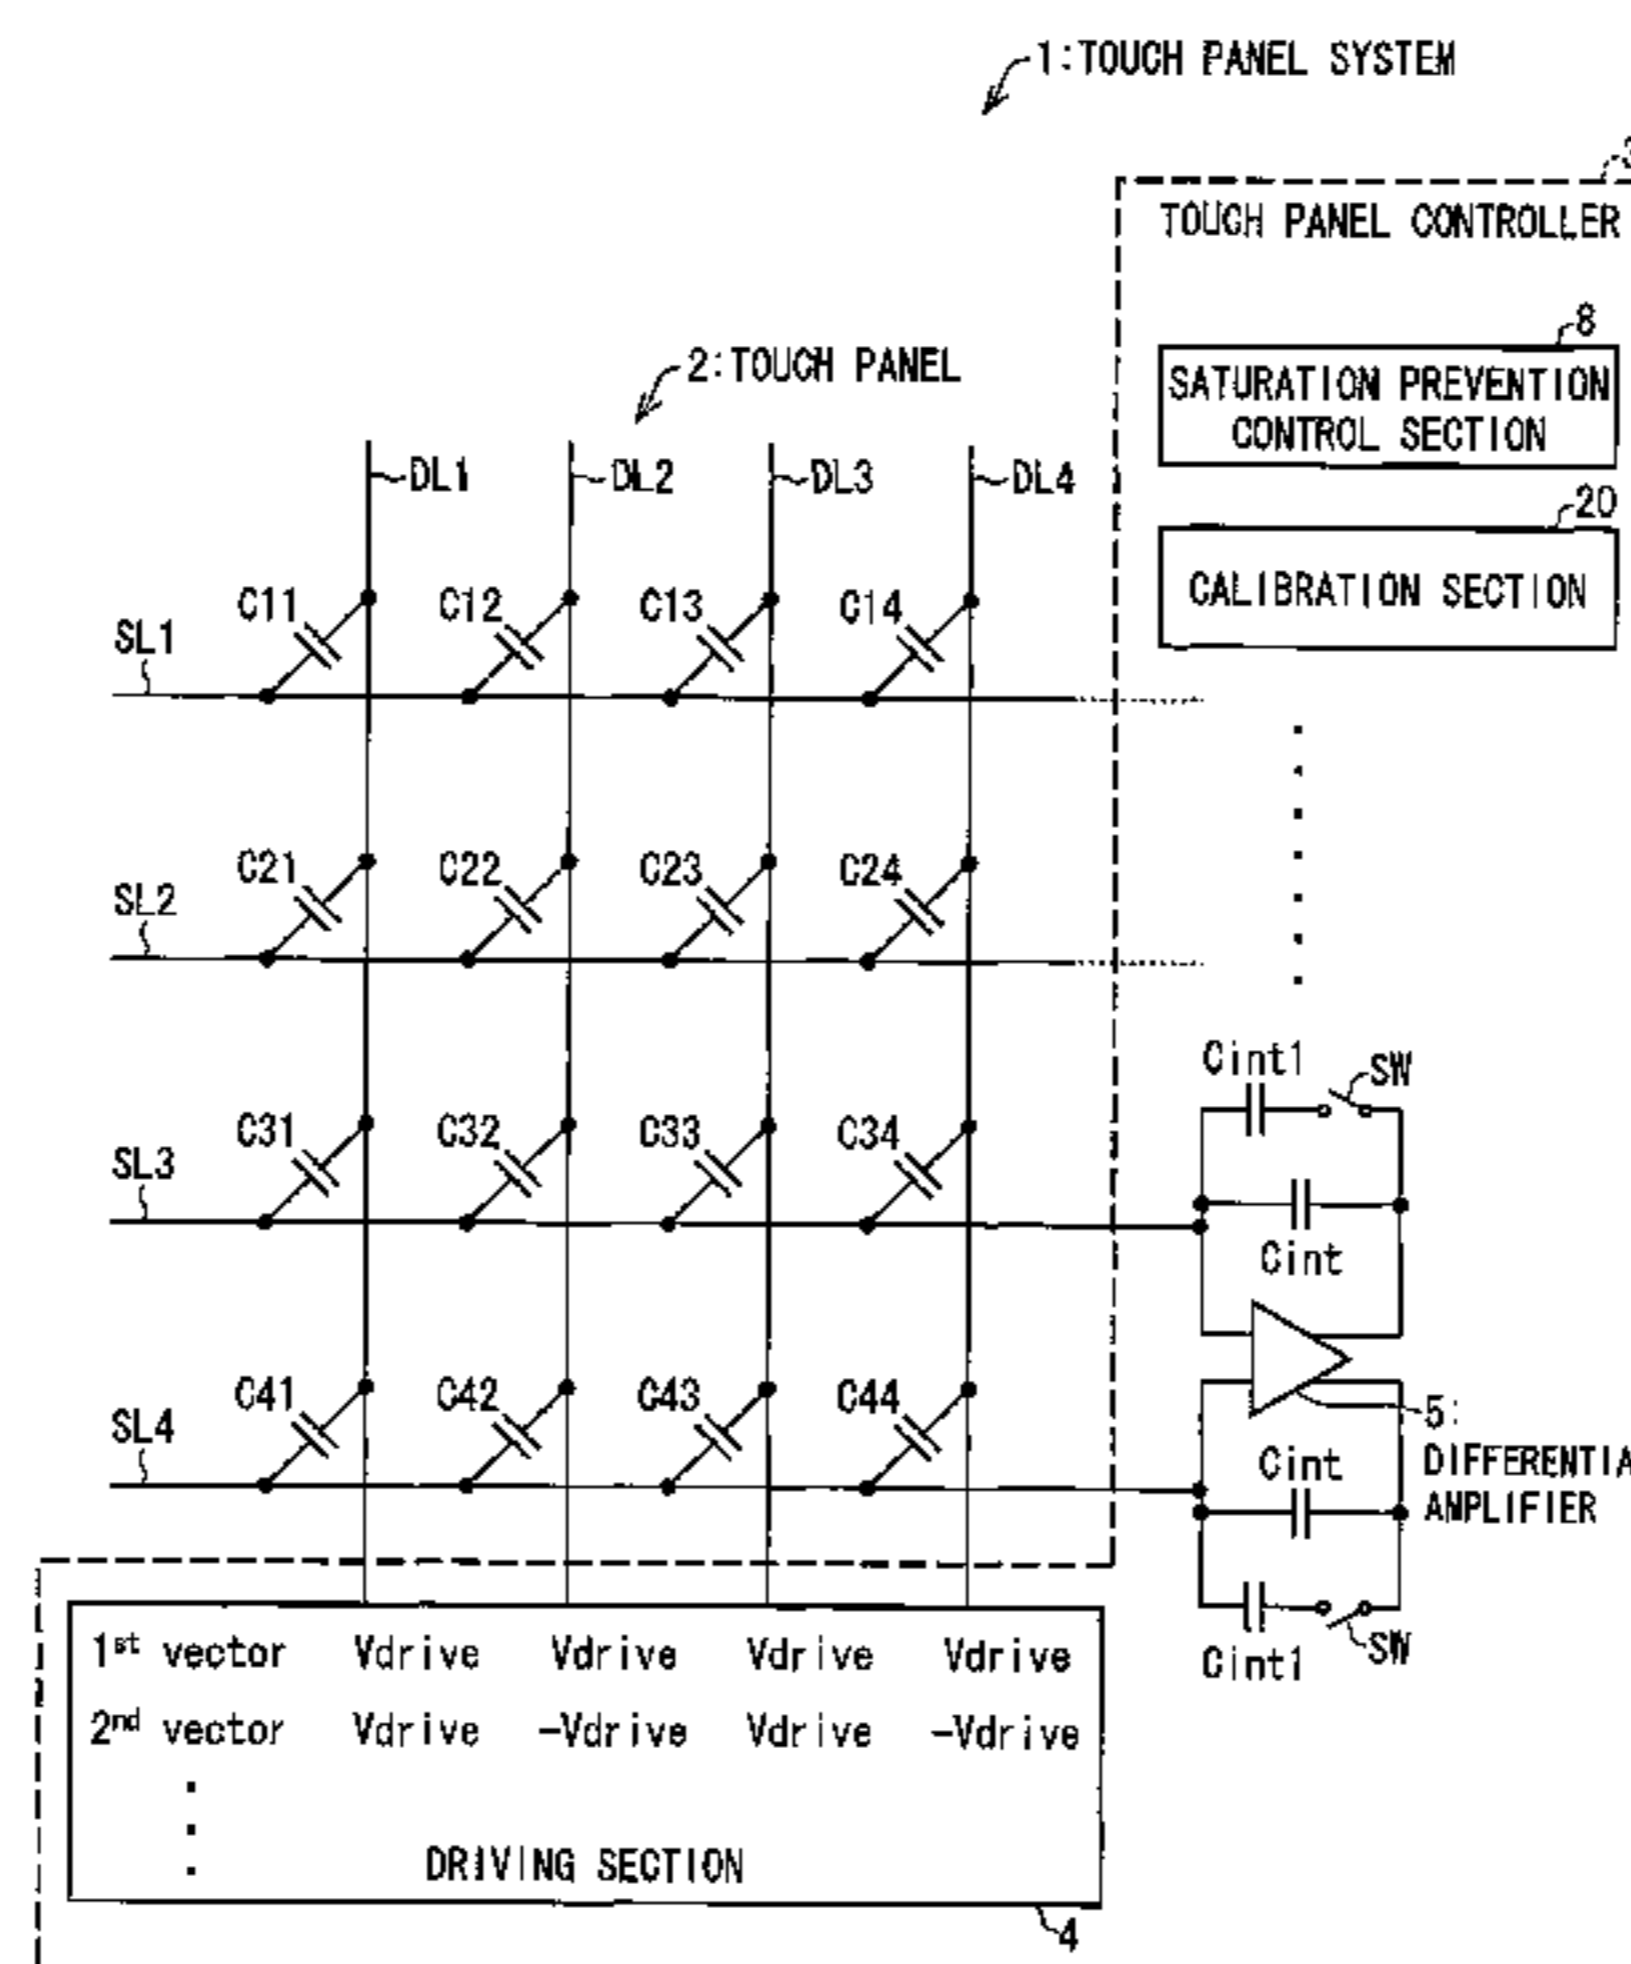 1:TOUCH PANEL SYSTEM
3
TOUCH PANEL CONTROLLER
8
SATURATION PREVENTION
CONTROL SECTION
20
CALIBRATION SECTION
2:TOUCH PANEL
DL1 DL2 DL3 DL4
C11 C12 C13 C14
SL1
C21 C22 C23 C24
SL2
Cint1 SW
C31 C32 C33 C34
SL3
Cint
C41 C42 C43 C44
SL4
5:
DIFFERENTIA
AMPLIFIER
Cint
Cint1 SW
1st vector Vdrive Vdrive Vdrive Vdrive
2nd vector Vdrive -Vdrive Vdrive -Vdrive
DRIVING SECTION
4